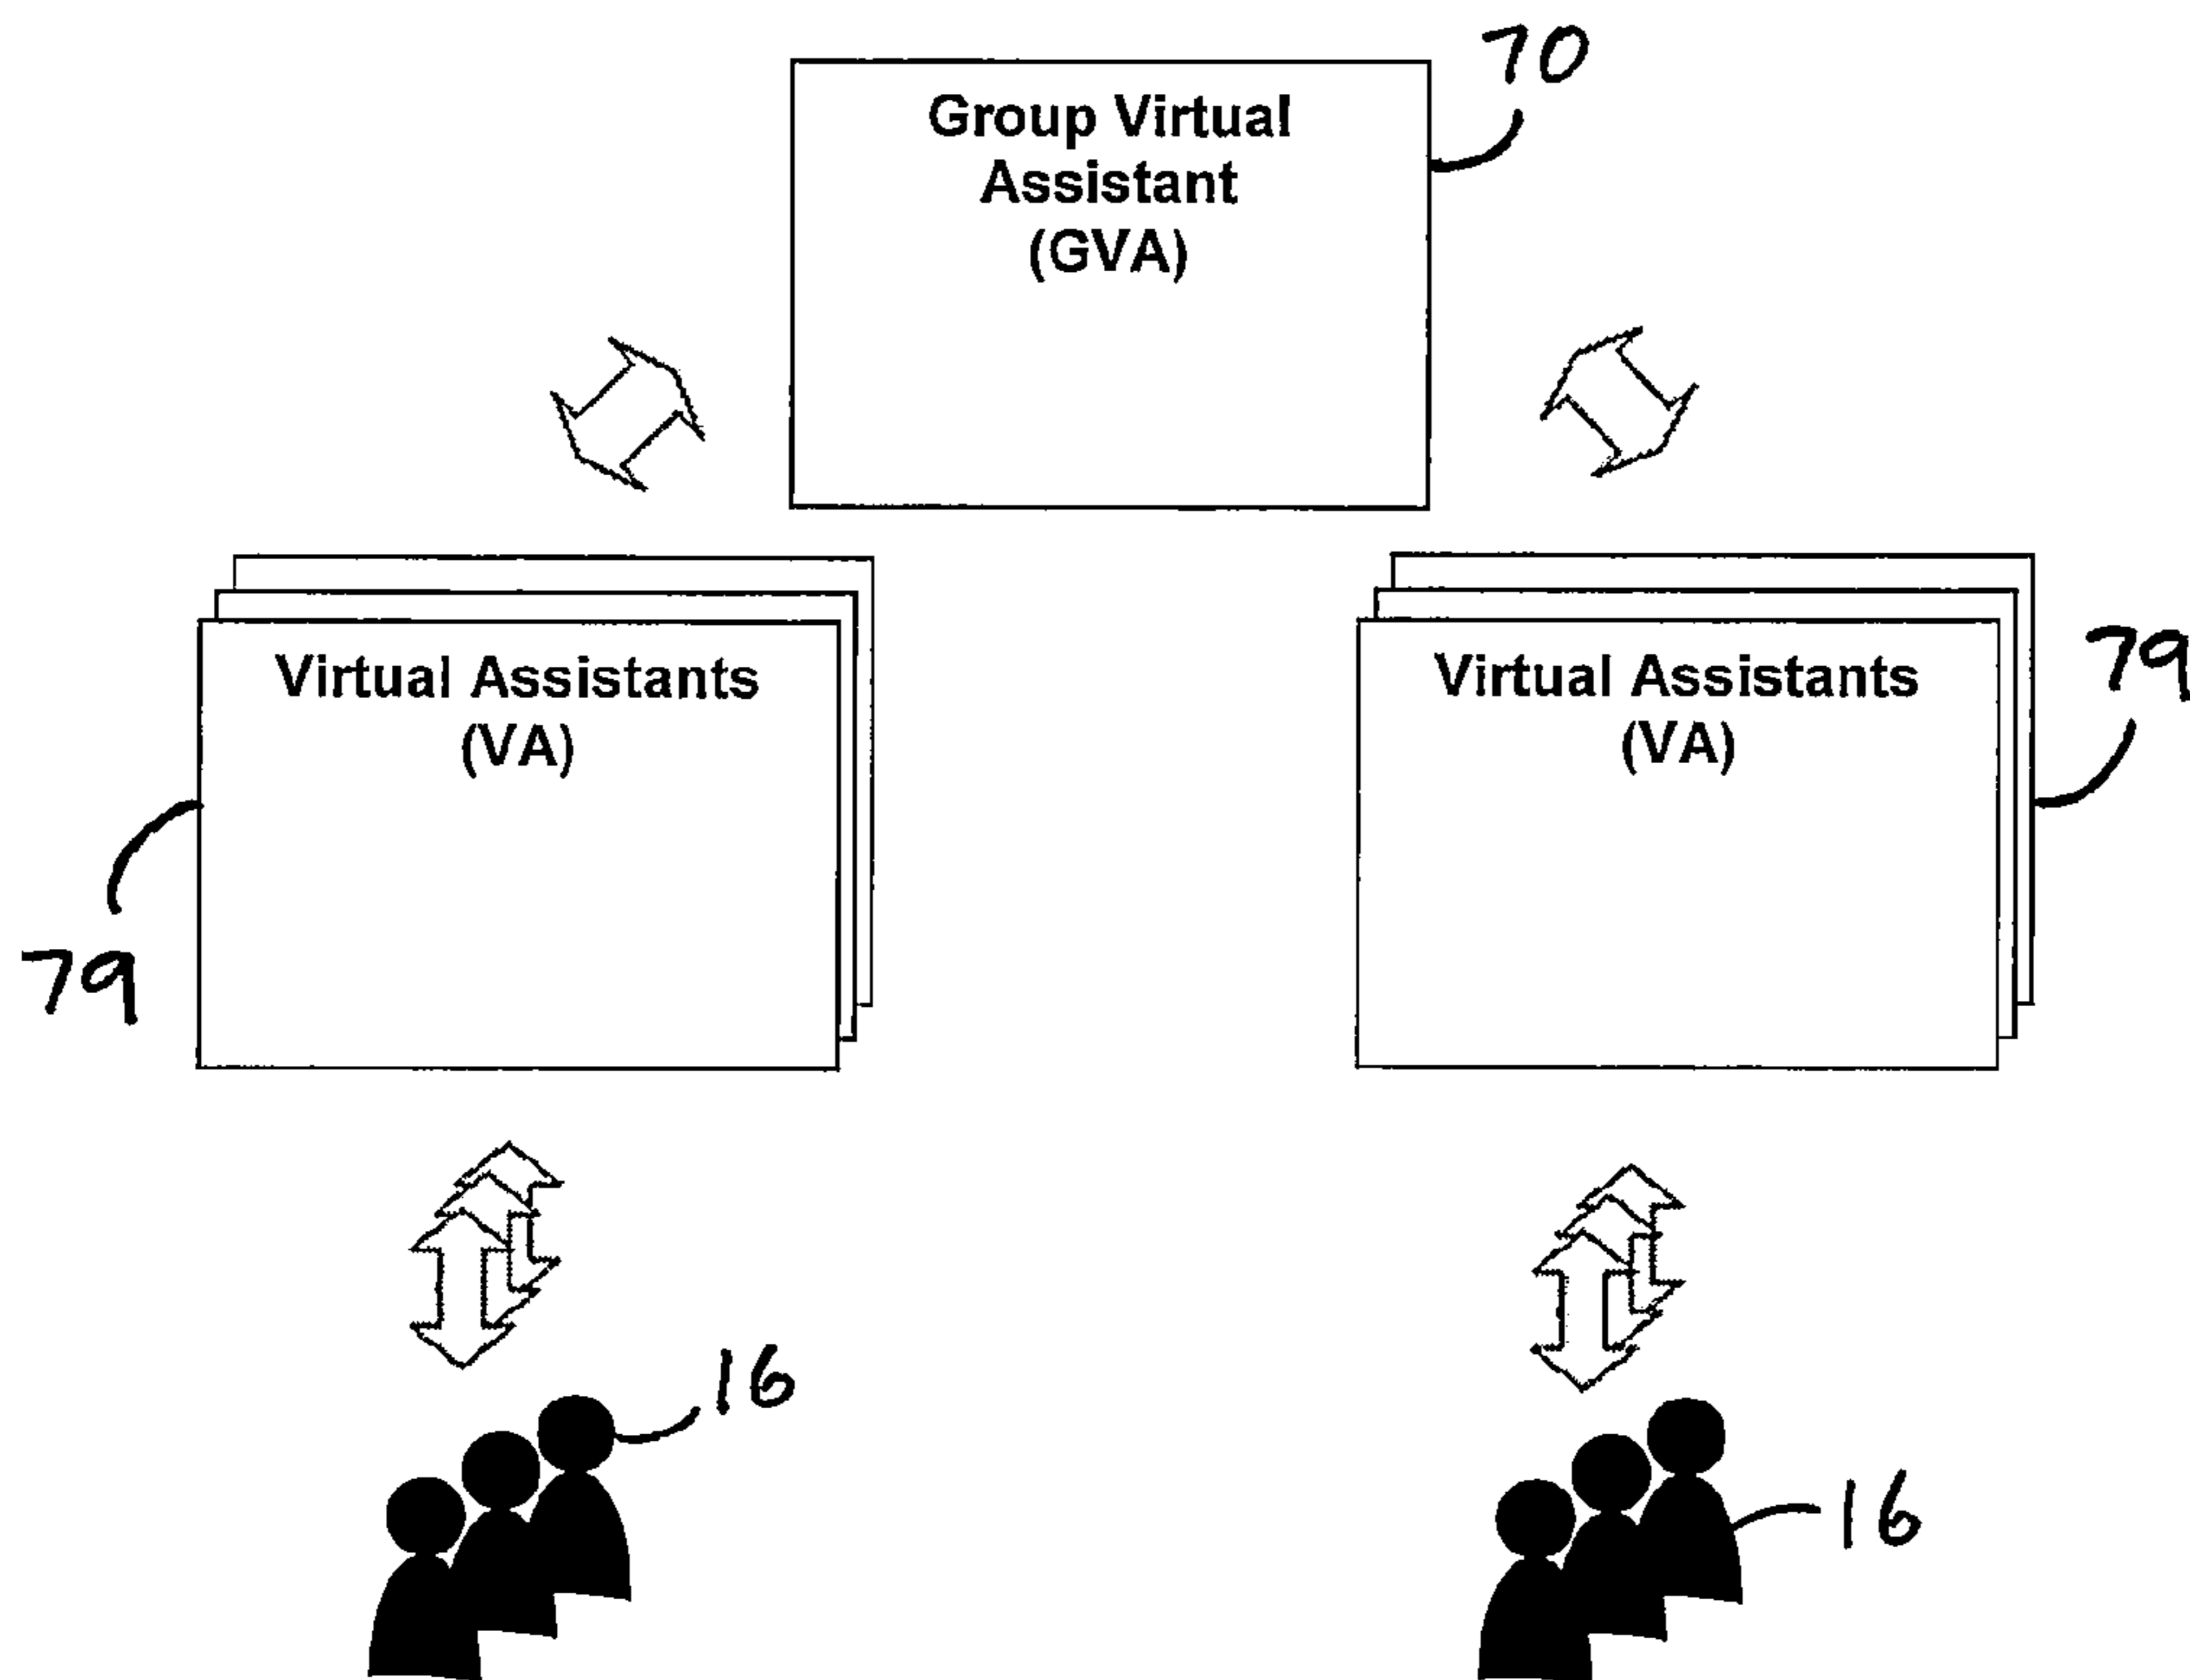 70
Group Virtual
Assistant
(GVA)
Virtual Assistants
(VA)
79
Virtual Assistants
(VA)
79
16
16